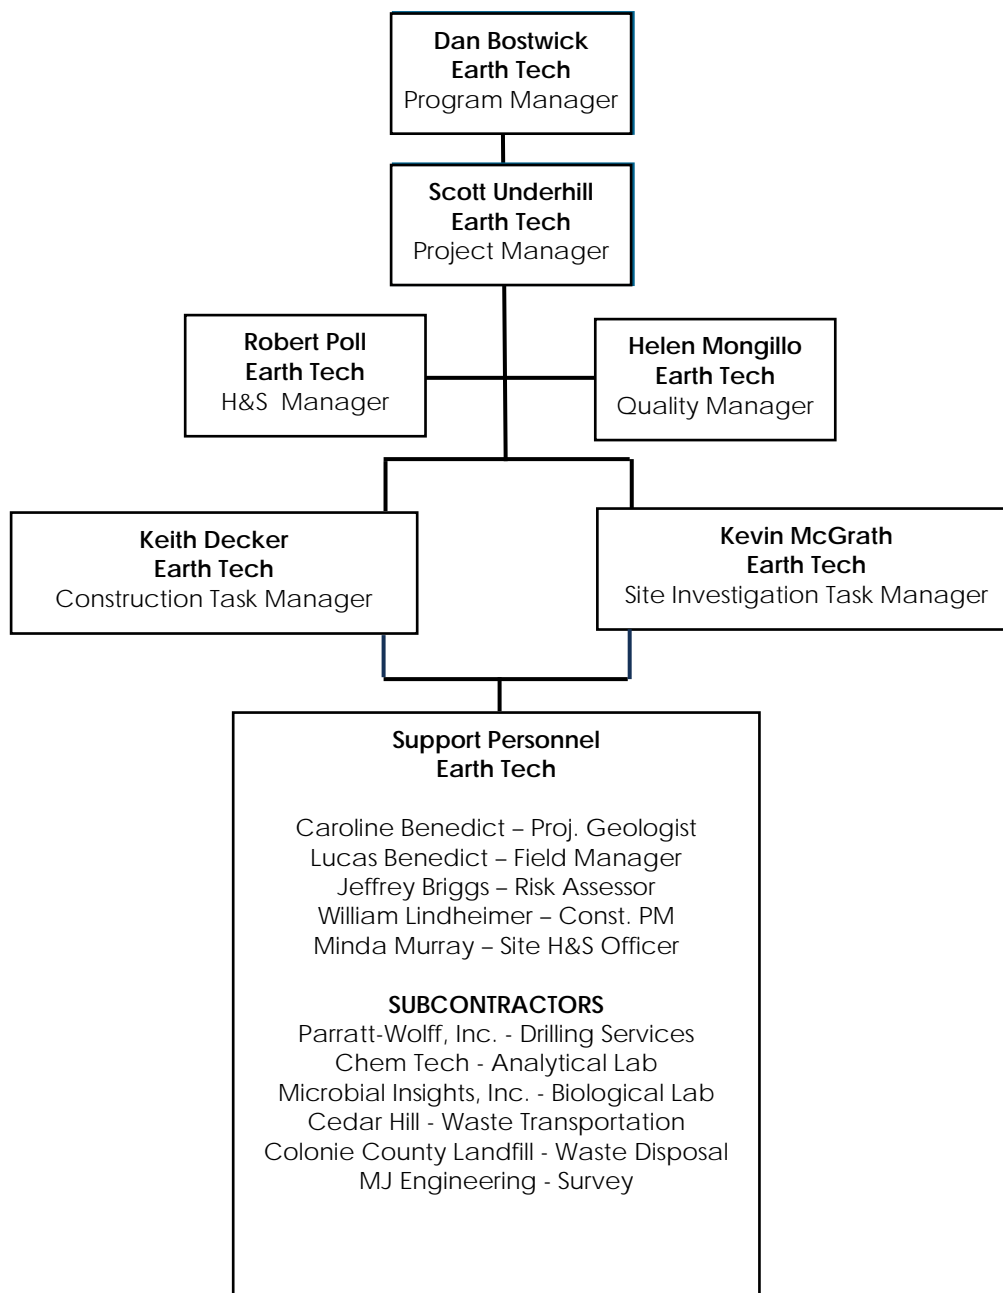 Dan Bostwick
Earth Tech
Program Manager
Scott Underhill
Earth Tech
Project Manager
Robert Poll
Earth Tech
H&S  Manager
Helen Mongillo
Earth Tech
Quality Manager
Keith Decker
Earth Tech
Construction Task Manager
Kevin McGrath
Earth Tech
Site Investigation Task Manager
Support Personnel
Earth Tech
Caroline Benedict – Proj. Geologist
Lucas Benedict – Field Manager
Jeffrey Briggs – Risk Assessor
William Lindheimer – Const. PM
Minda Murray – Site H&S Officer
SUBCONTRACTORS
Parratt-Wolff, Inc. - Drilling Services
Chem Tech - Analytical Lab
Microbial Insights, Inc. - Biological Lab
Cedar Hill - Waste Transportation
Colonie County Landfill - Waste Disposal
MJ Engineering - Survey